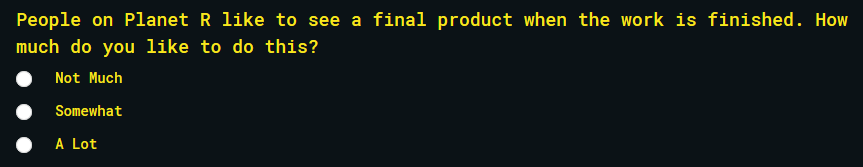 People on Planet R like to see a final product when the work is finished. How
much do you like to do this?
Not Much
Somewhat
A Lot